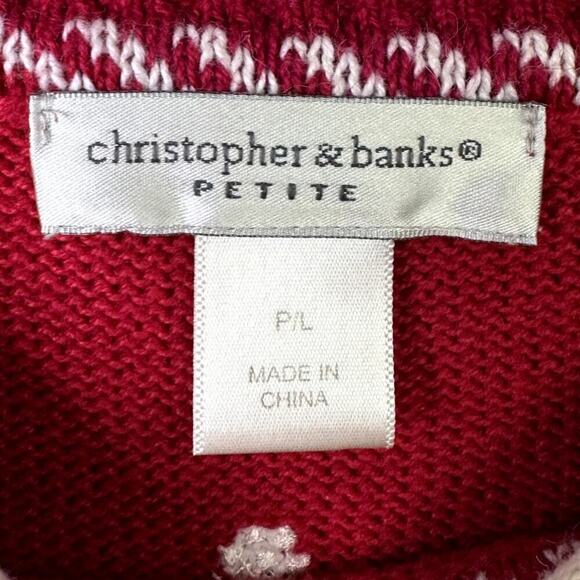 christopher & banks®
PETITE
P/L
MADE IN
CHINA